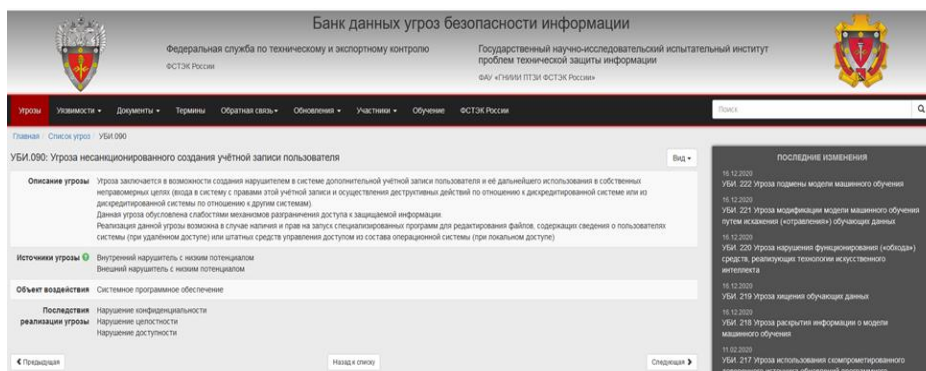 Банк данных угроз безопасности информации
Федеральная служба по техническому и экспортному контролю
ФСТЭК России
Государственный научно-исследовательский испытательный институт
проблем технической защиты информации
ФАУ «ГНИИИ ПТЗИ ФСТЭК России»
Угрозы Уязвимости Документы Термины Обратная связь Обновления Участники Обучение ФСТЭК России Поиск
Главная / Список угроз / УБИ.090
УБИ.090: Угроза несанкционированного создания учётной записи пользователя
Вид
Описание угрозы
Угроза заключается в возможности создания нарушителем в системе дополнительной учётной записи пользователя и её дальнейшего использования в собственных
неправомерных целях (входа в систему с правами этой учётной записи и осуществления деструктивных действий по отношению к дискредитированной системе или из
дискредитированной системы по отношению к другим системам).
Данная угроза обусловлена слабостями механизмов разграничения доступа к защищаемой информации.
Реализация данной угрозы возможна в случае наличия и прав на запуск специализированных программ для редактирования файлов, содержащих сведения о пользователях
системы (при удалённом доступе) или штатных средств управления доступом из состава операционной системы (при локальном доступе)
Источники угрозы
Внутренний нарушитель с низким потенциалом
Внешний нарушитель с низким потенциалом
Объект воздействия
Системное программное обеспечение
Последствия
реализации угрозы
Нарушение конфиденциальности
Нарушение целостности
Нарушение доступности
Предыдущая
Назад к списку
Следующая
ПОСЛЕДНИЕ ИЗМЕНЕНИЯ
16.12.2020
УБИ. 222 Угроза подмены модели машинного обучения
16.12.2020
УБИ. 221 Угроза модификации модели машинного обучения
путем искажения («отравления») обучающих данных
16.12.2020
УБИ. 220 Угроза нарушения функционирования («обхода»)
средств, реализующих технологии искусственного
интеллекта
16.12.2020
УБИ. 219 Угроза хищения обучающих данных
16.12.2020
УБИ. 218 Угроза раскрытия информации о модели
машинного обучения
11.02.2020
УБИ. 217 Угроза использования скомпрометированного